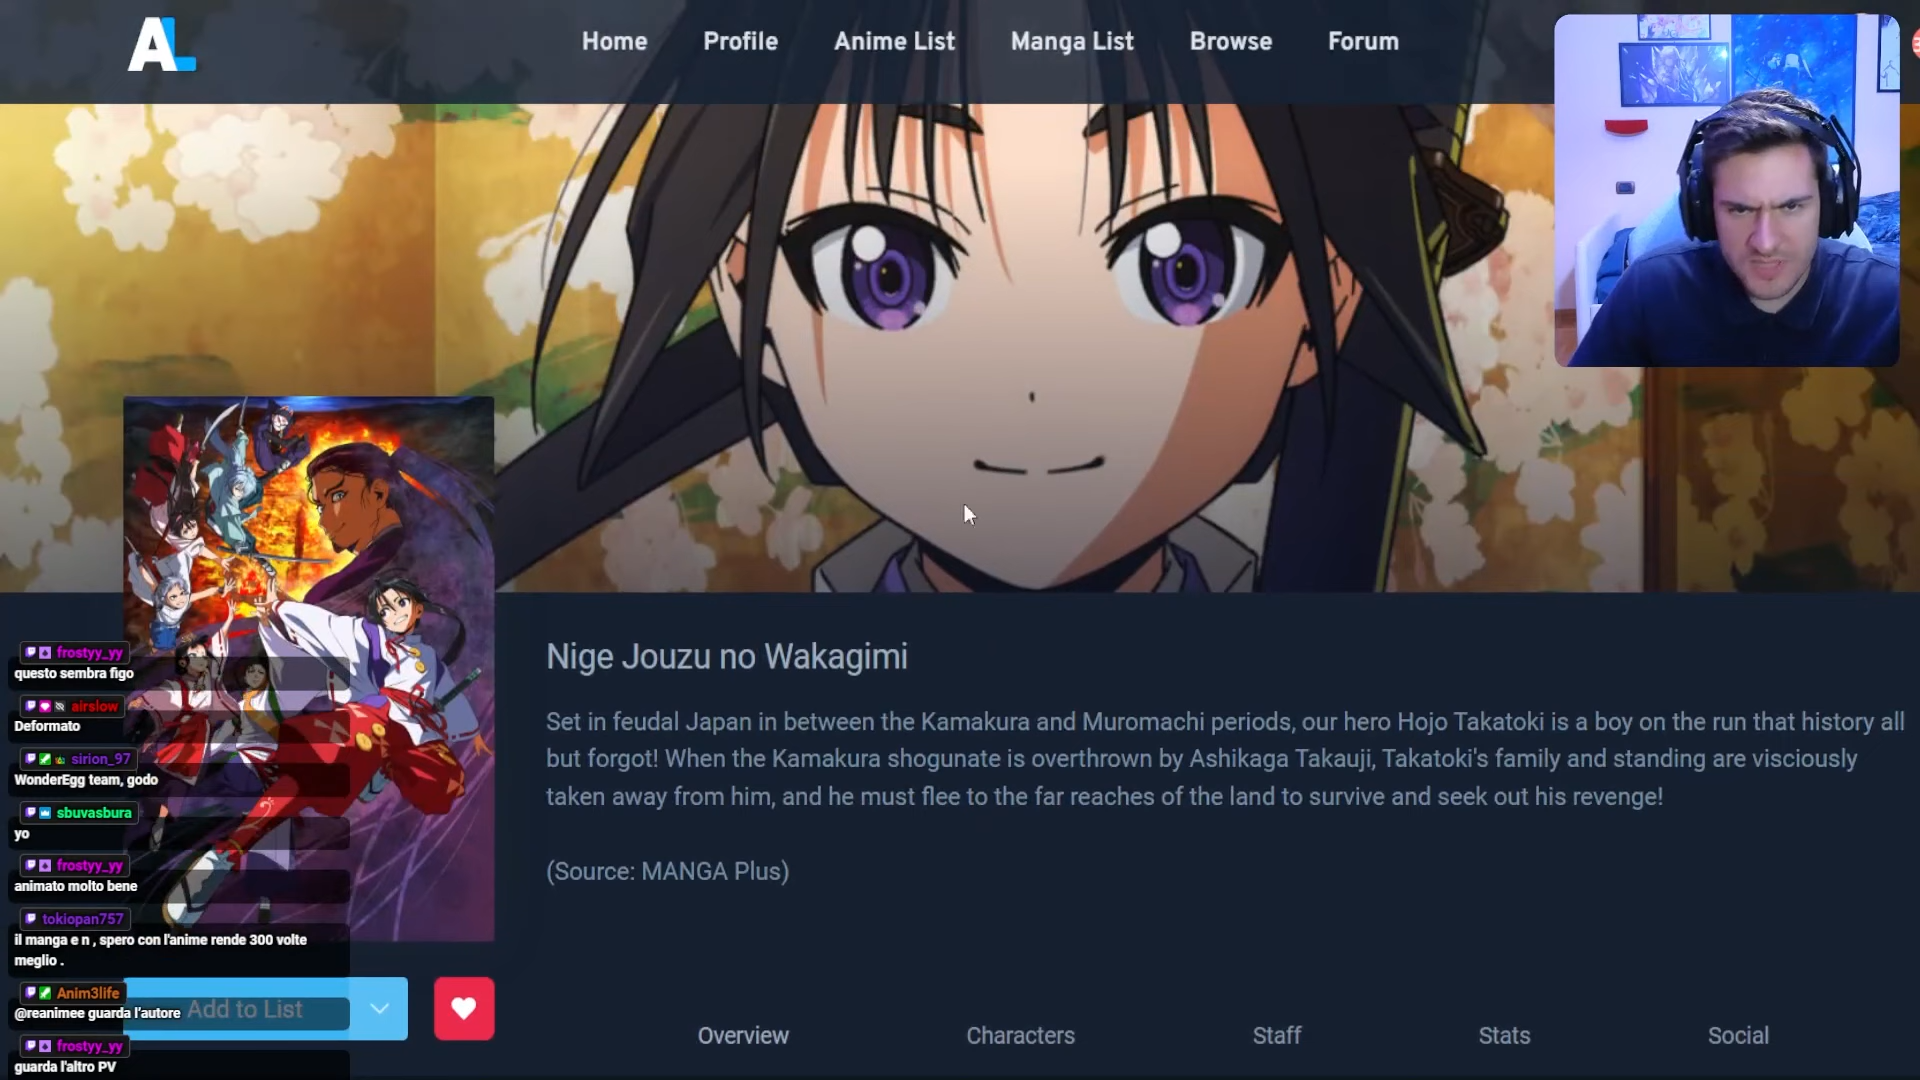 AL
Home Profile Anime List Manga List Browse Forum
Nige Jouzu no Wakagimi
Set in feudal Japan in between the Kamakura and Muromachi periods, our hero Hojo Takatoki is a boy on the run that history all
but forgot! When the Kamakura shogunate is overthrown by Ashikaga Takauji, Takatoki's family and standing are visciously
taken away from him, and he must flee to the far reaches of the land to survive and seek out his revenge!
(Source: MANGA Plus)
frostyy_yy
questo sembra figo
airslow
Deformato
sirion_97
WonderEgg team, godo
sbuvasbura
yo
frostyy_yy
animato molto bene
tokiopan757
il manga e n , spero con l'anime rende 300 volte
meglio .
Anim3life
@reanimee guarda l'autore
frostyy_yy
guarda l'altro PV
Add to List
Overview Characters Staff Stats Social